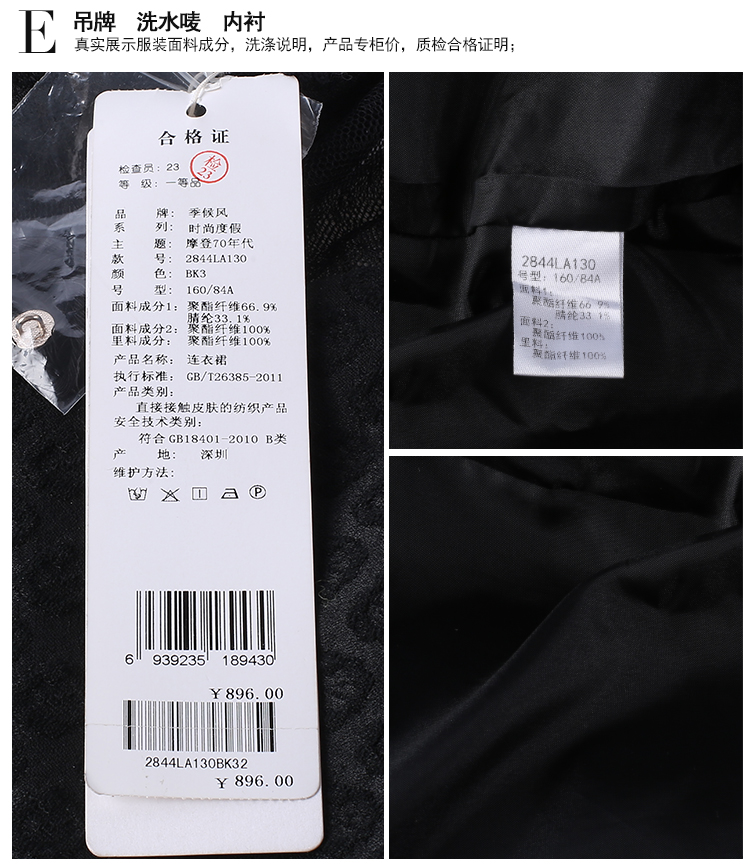 E
吊牌 洗水唛 内衬
真实展示服装面料成分，洗涤说明，产品专柜价，质检合格证明；
合格证
检查员：23
检23
等 级：一等品
品 牌：季候风
系 列：时尚度假
主 题：摩登70年代
款 号：2844LA130
颜 色：BK3
号 型：160/84A
面料成分1：聚酯纤维66.9%
腈纶33.1%
面料成分2：聚酯纤维100%
里料成分：聚酯纤维100%
产品名称：连衣裙
执行标准：GB/T26385-2011
产品类别：
直接接触皮肤的纺织产品
安全技术类别：
符合GB18401-2010 B类
产 地：深圳
维护方法：
P
6 939235 189430
¥896.00
2844LA130BK32
¥896.00
2844LA130
号型：160/84A
面料1：
聚酯纤维66.9%
腈纶33.1%
面料2：
聚酯纤维100%
里料：
聚酯纤维100%